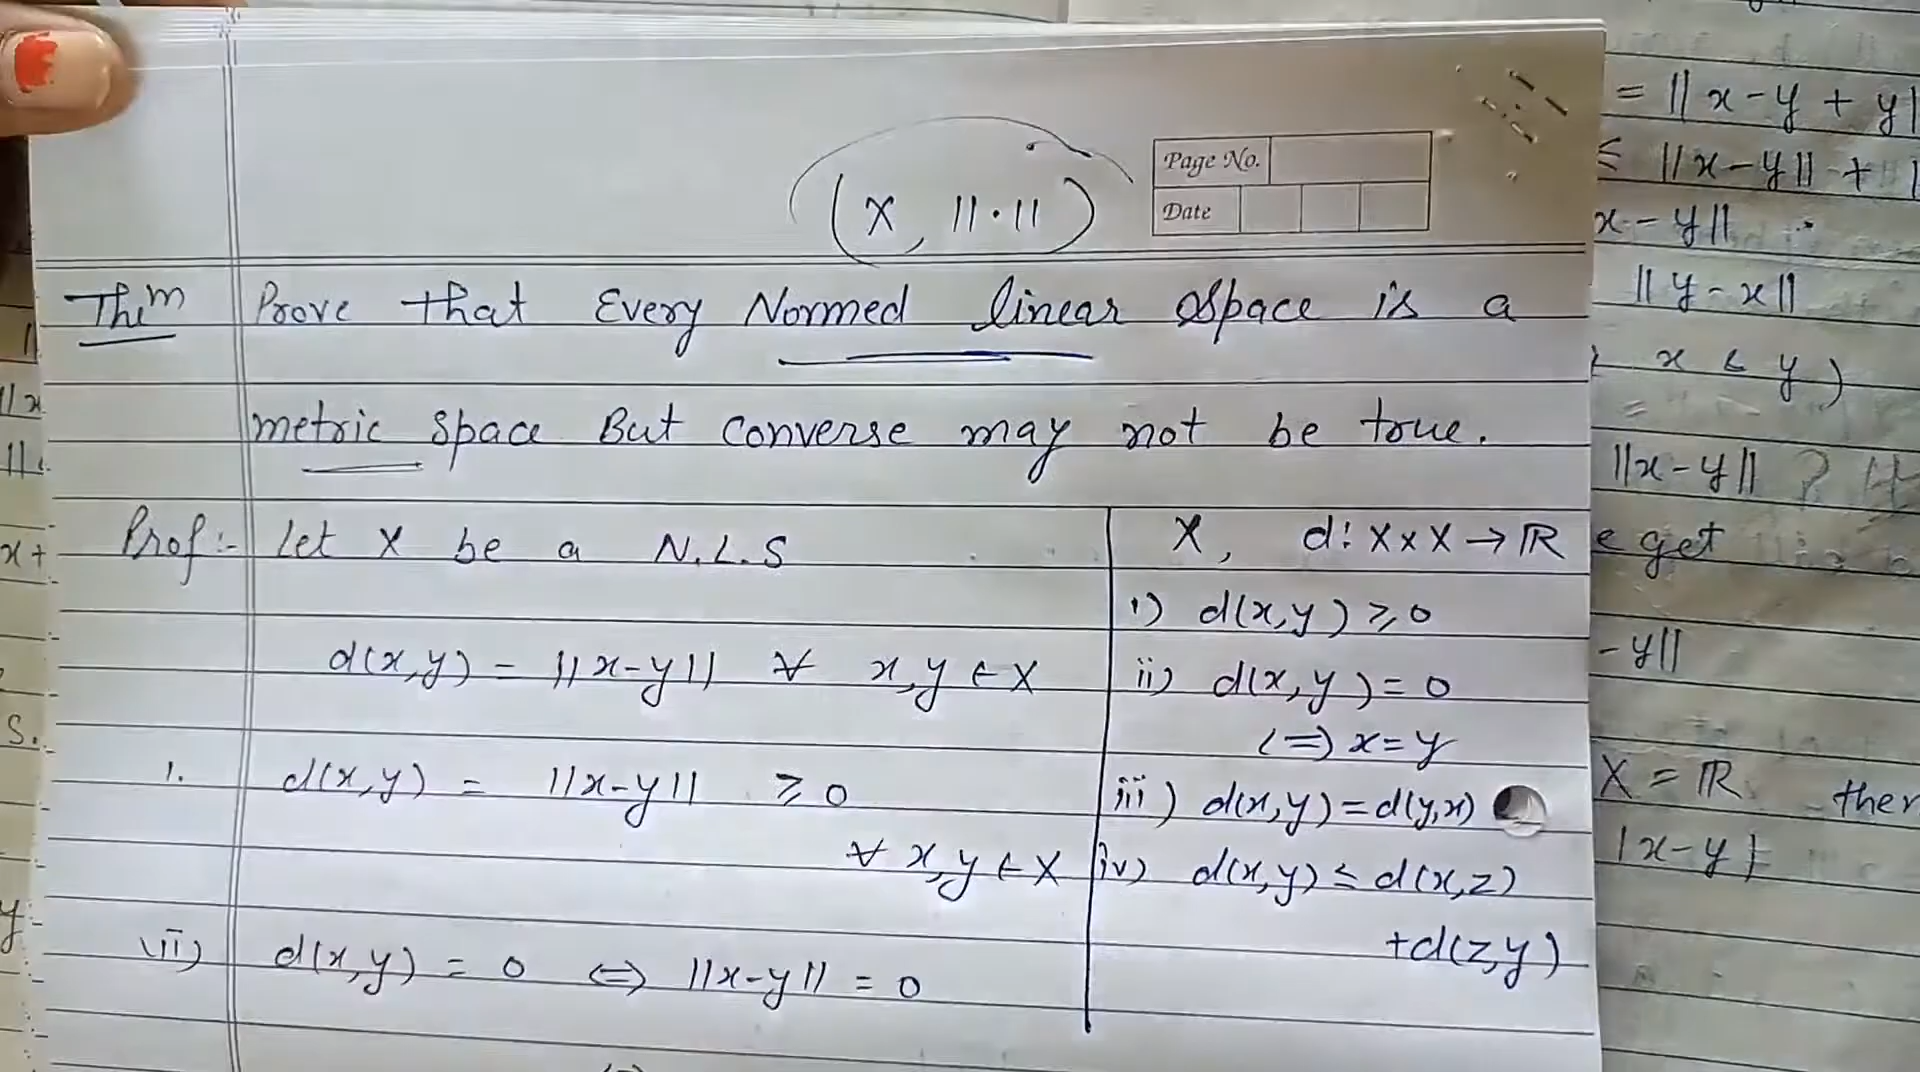 (X, ||·||)
Page No.
Date
Thm Prove that Every Normed linear space is a
metric space But converse may not be true.
Prof:- Let X be a N.L.S
d(x,y) = ||x-y|| ∀ x,y ∈ X
1. d(x,y) = ||x-y|| ≥ 0
∀ x,y ∈ X
(ii) d(x,y) = 0 ⇔ ||x-y|| = 0
X, d: X×X → ℝ
i) d(x,y) ≥ 0
ii) d(x,y) = 0
⇔ x=y
iii) d(x,y) = d(y,x)
iv) d(x,y) ≤ d(x,z)
+d(z,y)
= ||x-y + y|
≤ ||x-y|| +
x-y||
||y-x||
x & y)
=
||x-y||
e get
-y||
X = ℝ then
|x-y|
||x
||
x+
S.
y